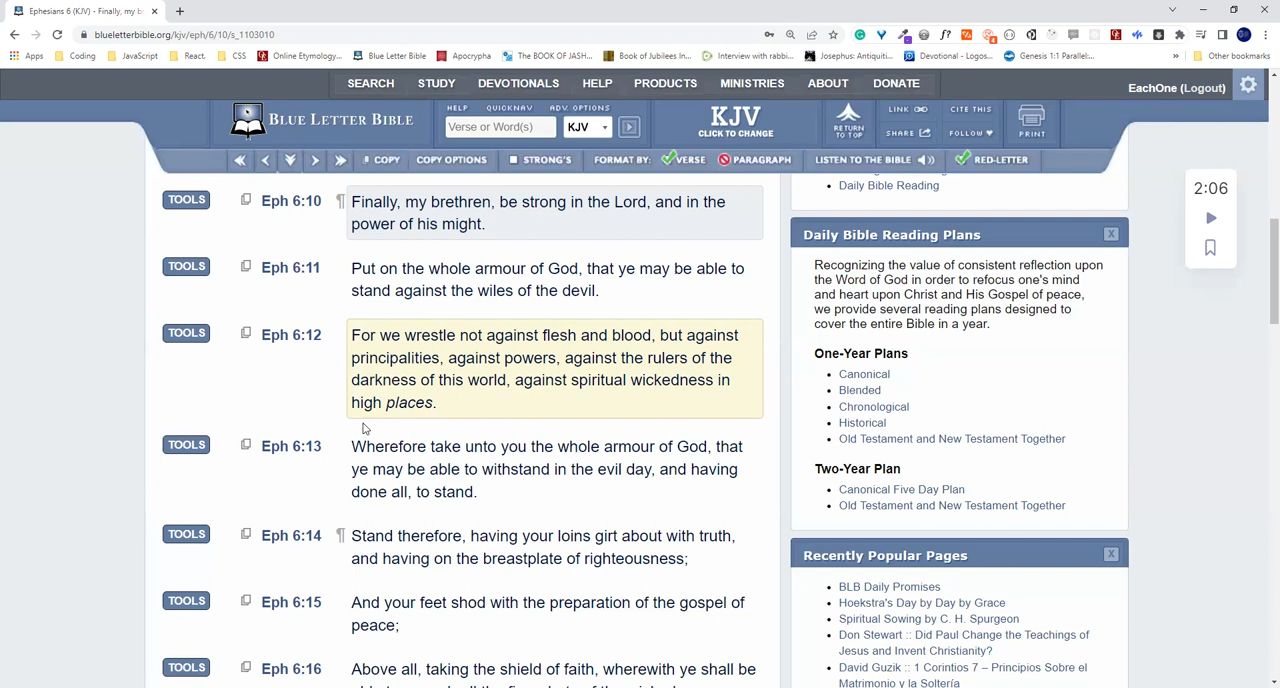 Ephesians 6 (KJV) - Finally, my b
blueletterbible.org/kjv/eph/6/10/s_1103010
Apps
Coding
JavaScript
React.
CSS
Online Etymology...
Blue Letter Bible
Apocrypha
The BOOK OF JASH...
Book of Jubilees In...
Interview with rabbi...
Josephus: Antiquiti...
Devotional - Logos...
Genesis 1:1 Parallel:...
»
Other bookmarks
SEARCH STUDY DEVOTIONALS HELP PRODUCTS MINISTRIES ABOUT DONATE
EachOne (Logout)
BLUE LETTER BIBLE
HELP QUICKNAV ADV. OPTIONS
Verse or Word(s) KJV
KJV
CLICK TO CHANGE
RETURN
TO TOP
LINK CITE THIS
SHARE FOLLOW
PRINT
COPY COPY OPTIONS STRONG'S FORMAT BY: VERSE PARAGRAPH LISTEN TO THE BIBLE RED-LETTER
TOOLS Eph 6:10 ¶ Finally, my brethren, be strong in the Lord, and in the
power of his might.
TOOLS Eph 6:11 Put on the whole armour of God, that ye may be able to
stand against the wiles of the devil.
TOOLS Eph 6:12 For we wrestle not against flesh and blood, but against
principalities, against powers, against the rulers of the
darkness of this world, against spiritual wickedness in
high places.
TOOLS Eph 6:13 Wherefore take unto you the whole armour of God, that
ye may be able to withstand in the evil day, and having
done all, to stand.
TOOLS Eph 6:14 ¶ Stand therefore, having your loins girt about with truth,
and having on the breastplate of righteousness;
TOOLS Eph 6:15 And your feet shod with the preparation of the gospel of
peace;
TOOLS Eph 6:16 Above all, taking the shield of faith, wherewith ye shall be
Daily Bible Reading
Daily Bible Reading Plans X
Recognizing the value of consistent reflection upon
the Word of God in order to refocus one's mind
and heart upon Christ and His Gospel of peace,
we provide several reading plans designed to
cover the entire Bible in a year.
One-Year Plans
Canonical
Blended
Chronological
Historical
Old Testament and New Testament Together
Two-Year Plan
Canonical Five Day Plan
Old Testament and New Testament Together
Recently Popular Pages X
BLB Daily Promises
Hoekstra's Day by Day by Grace
Spiritual Sowing by C. H. Spurgeon
Don Stewart :: Did Paul Change the Teachings of
Jesus and Invent Christianity?
David Guzik :: 1 Corintios 7 – Principios Sobre el
Matrimonio y la Soltería
2:06